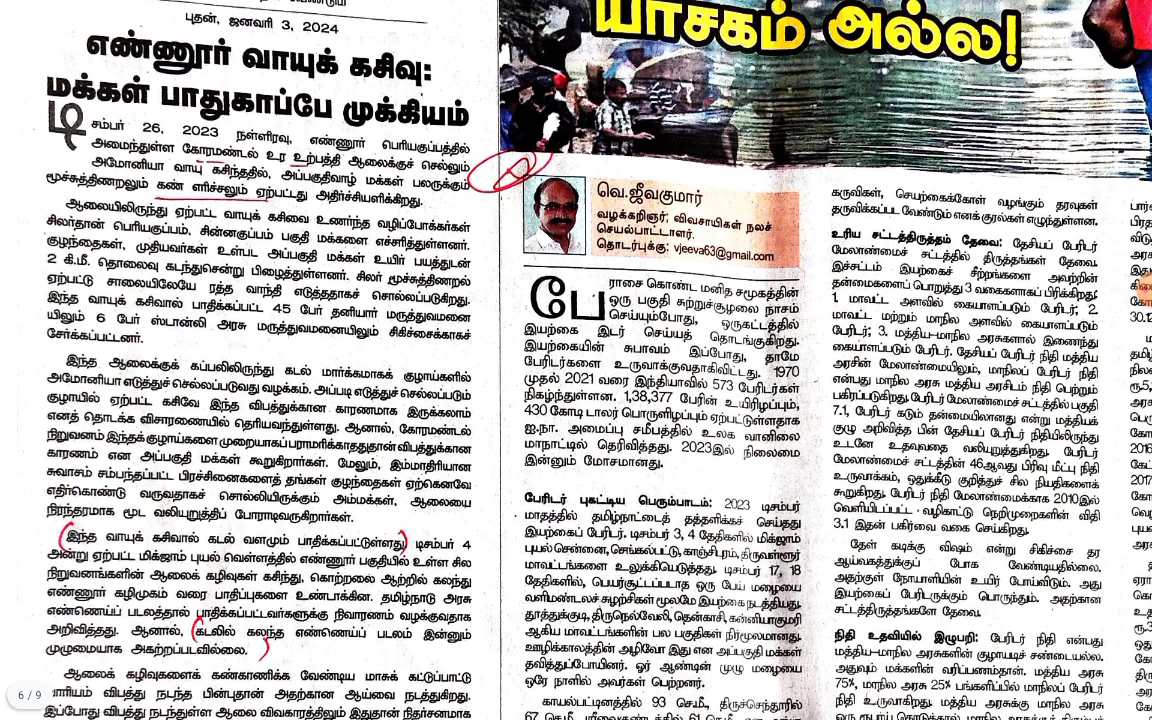 புதன், ஜனவரி 3, 2024
எண்ணூர் வாயுக் கசிவு:
மக்கள் பாதுகாப்பே முக்கியம்
டிசம்பர் 26, 2023 நள்ளிரவு, எண்ணூர் பெரியகுப்பத்தில்
அமைந்துள்ள கோரமண்டல் உர உற்பத்தி ஆலைக்குச் செல்லும்
அமோனியா வாயு கசிந்ததில், அப்பகுதிவாழ் மக்கள் பலருக்கும்
மூச்சுத்திணறலும் கண் எரிச்சலும் ஏற்பட்டது அதிர்ச்சியளிக்கிறது.
ஆலையிலிருந்து ஏற்பட்ட வாயுக் கசிவை உணர்ந்த வழிப்போக்கர்கள்
சிலர்தான் பெரியகுப்பம், சின்னகுப்பம் பகுதி மக்களை எச்சரித்துள்ளனர்.
குழந்தைகள், முதியவர்கள் உள்பட அப்பகுதி மக்கள் உயிர் பயத்துடன்
2 கி.மீ. தொலைவு கடந்துசென்று பிழைத்துள்ளனர். சிலர் மூச்சுத்திணறல்
ஏற்பட்டு சாலையிலேயே ரத்த வாந்தி எடுத்ததாகச் சொல்லப்படுகிறது.
இந்த வாயுக் கசிவால் பாதிக்கப்பட்ட 45 பேர் தனியார் மருத்துவமனை
யிலும் 6 பேர் ஸ்டான்லி அரசு மருத்துவமனையிலும் சிகிச்சைக்காகச்
சேர்க்கப்பட்டனர்.
இந்த ஆலைக்குக் கப்பலிலிருந்து கடல் மார்க்கமாகக் குழாய்களில்
அமோனியா எடுத்துச் செல்லப்படுவது வழக்கம். அப்படி எடுத்துச் செல்லப்படும்
குழாயில் ஏற்பட்ட கசிவே இந்த விபத்துக்கான காரணமாக இருக்கலாம்
எனத் தொடக்க விசாரணையில் தெரியவந்துள்ளது. ஆனால், கோரமண்டல்
நிறுவனம் இந்தக் குழாய்களை முறையாகப் பராமரிக்காததுதான் விபத்துக்கான
காரணம் என அப்பகுதி மக்கள் கூறுகிறார்கள். மேலும், இம்மாதிரியான
சுவாசம் சம்பந்தப்பட்ட பிரச்சினைகளைத் தங்கள் குழந்தைகள் ஏற்கெனவே
எதிர்கொண்டு வருவதாகச் சொல்லியிருக்கும் அம்மக்கள், ஆலையை
நிரந்தரமாக மூட வலியுறுத்திப் போராடிவருகிறார்கள்.
இந்த வாயுக் கசிவால் கடல் வளமும் பாதிக்கப்பட்டுள்ளது. டிசம்பர் 4
அன்று ஏற்பட்ட மிக்ஜாம் புயல் வெள்ளத்தில் எண்ணூர் பகுதியில் உள்ள சில
நிறுவனங்களின் ஆலைக் கழிவுகள் கசிந்து, கொற்றலை ஆற்றில் கலந்து
எண்ணூர் கழிமுகம் வரை பாதிப்புகளை உண்டாக்கின. தமிழ்நாடு அரசு
எண்ணெய்ப் படலத்தால் பாதிக்கப்பட்டவர்களுக்கு நிவாரணம் வழங்குவதாக
அறிவித்தது. ஆனால், கடலில் கலந்த எண்ணெய்ப் படலம் இன்னும்
முழுமையாக அகற்றப்படவில்லை.
ஆலைக் கழிவுகளைக் கண்காணிக்க வேண்டிய மாசுக் கட்டுப்பாட்டு
வாரியம் விபத்து நடந்த பின்புதான் அதற்கான ஆய்வை நடத்துகிறது.
இப்போது விபத்து நடந்துள்ள ஆலை விவகாரத்திலும் இதுதான் நிதர்சனமாக
6 / 9
யாசகம் அல்ல!
வெ.ஜீவகுமார்
வழக்கறிஞர்; விவசாயிகள் நலச்
செயல்பாட்டாளர்.
தொடர்புக்கு: vjeeva63@gmail.com
பேராசை கொண்ட மனித சமூகத்தின்
ஒரு பகுதி சுற்றுச்சூழலை நாசம்
செய்யும்போது, ஒருகட்டத்தில்
இயற்கை இடர் செய்யத் தொடங்குகிறது.
இயற்கையின் சுபாவம் இப்போது, தாமே
பேரிடர்களை உருவாக்குவதாகிவிட்டது. 1970
முதல் 2021 வரை இந்தியாவில் 573 பேரிடர்கள்
நிகழ்ந்துள்ளன. 1,38,377 பேரின் உயிரிழப்பும்,
430 கோடி டாலர் பொருளிழப்பும் ஏற்பட்டுள்ளதாக
ஐ.நா. அமைப்பு சமீபத்தில் உலக வானிலை
மாநாட்டில் தெரிவித்தது. 2023இல் நிலைமை
இன்னும் மோசமானது.
பேரிடர் புகட்டிய பெரும்பாடம்: 2023 டிசம்பர்
மாதத்தில் தமிழ்நாட்டைத் தத்தளிக்கச் செய்தது
இயற்கைப் பேரிடர். டிசம்பர் 3, 4 தேதிகளில் மிக்ஜாம்
புயல் சென்னை, செங்கல்பட்டு, காஞ்சிபுரம், திருவள்ளூர்
மாவட்டங்களை உலுக்கியெடுத்தது. டிசம்பர் 17, 18
தேதிகளில், பெயர்சூட்டப்படாத ஒரு பேய் மழையை
வளிமண்டலச் சுழற்சிகள் மூலமே இயற்கை நடத்தியது.
தூத்துக்குடி, திருநெல்வேலி, தென்காசி, கன்னியாகுமரி
ஆகிய மாவட்டங்களின் பல பகுதிகள் நிர்மூலமானது.
ஊழிக்காலத்தின் அழிவோ இது என அப்பகுதி மக்கள்
தவித்துப்போயினர். ஓர் ஆண்டின் முழு மழையை
ஒரே நாளில் அவர்கள் பெற்றனர்.
காயல்பட்டினத்தில் 93 செ.மீ., திருச்செந்தூரில்
67 செ.மீ., ஸ்ரீவைகுண்டத்தில் 61 செ.மீ.
கருவிகள், செயற்கைக்கோள் வழங்கும் தரவுகள்
தருவிக்கப்பட வேண்டும் எனக் குரல்கள் எழுந்துள்ளன.
உரிய சட்டத்திருத்தம் தேவை: தேசியப் பேரிடர்
மேலாண்மைச் சட்டத்தில் திருத்தங்கள் தேவை.
இச்சட்டம் இயற்கைச் சீற்றங்களை அவற்றின்
தன்மைகளைப் பொறுத்து 3 வகைகளாகப் பிரிக்கிறது;
1. மாவட்ட அளவில் கையாளப்படும் பேரிடர்; 2.
மாவட்ட மற்றும் மாநில அளவில் கையாளப்படும்
பேரிடர்; 3. மத்திய-மாநில அரசுகளால் இணைந்து
கையாளப்படும் பேரிடர். தேசியப் பேரிடர் நிதி மத்திய
அரசின் மேலாண்மையிலும், மாநிலப் பேரிடர் நிதி
என்பது மாநில அரசு மத்திய அரசிடம் நிதி பெற்றும்
பகிரப்படுகிறது. பேரிடர் மேலாண்மைச் சட்டத்தில் பகுதி
7.1, பேரிடர் கடும் தன்மையிலானது என்று மத்தியக்
குழு அறிவித்த பின் தேசியப் பேரிடர் நிதியிலிருந்து
உடனே உதவுவதை வலியுறுத்துகிறது. பேரிடர்
மேலாண்மைச் சட்டத்தின் 46ஆவது பிரிவு மீட்பு நிதி
உருவாக்கம், ஒதுக்கீடு குறித்துச் சில நியதிகளைக்
கூறுகிறது. பேரிடர் நிதி மேலாண்மைக்காக 2010இல்
வெளியிடப்பட்ட வழிகாட்டு நெறிமுறைகளின் விதி
3.1 இதன் பகிர்வை வகை செய்கிறது.
தேள் கடிக்கு விஷம் என்று சிகிச்சை தர
ஆய்வகத்துக்குப் போக வேண்டியதில்லை.
அதற்குள் நோயாளியின் உயிர் போய்விடும். அது
இயற்கைப் பேரிடருக்கும் பொருந்தும். அதற்கான
சட்டத்திருத்தங்களே தேவை.
நிதி உதவியில் இழுபறி: பேரிடர் நிதி என்பது
மத்திய-மாநில அரசுகளின் குழாயடிச் சண்டையல்ல.
அதுவும் மக்களின் வரிப்பணம்தான். மத்திய அரசு
75%, மாநில அரசு 25% பங்களிப்பில் மாநிலப் பேரிடர்
நிதி உருவாகிறது. மத்திய அரசுக்கு மாநில அரசு